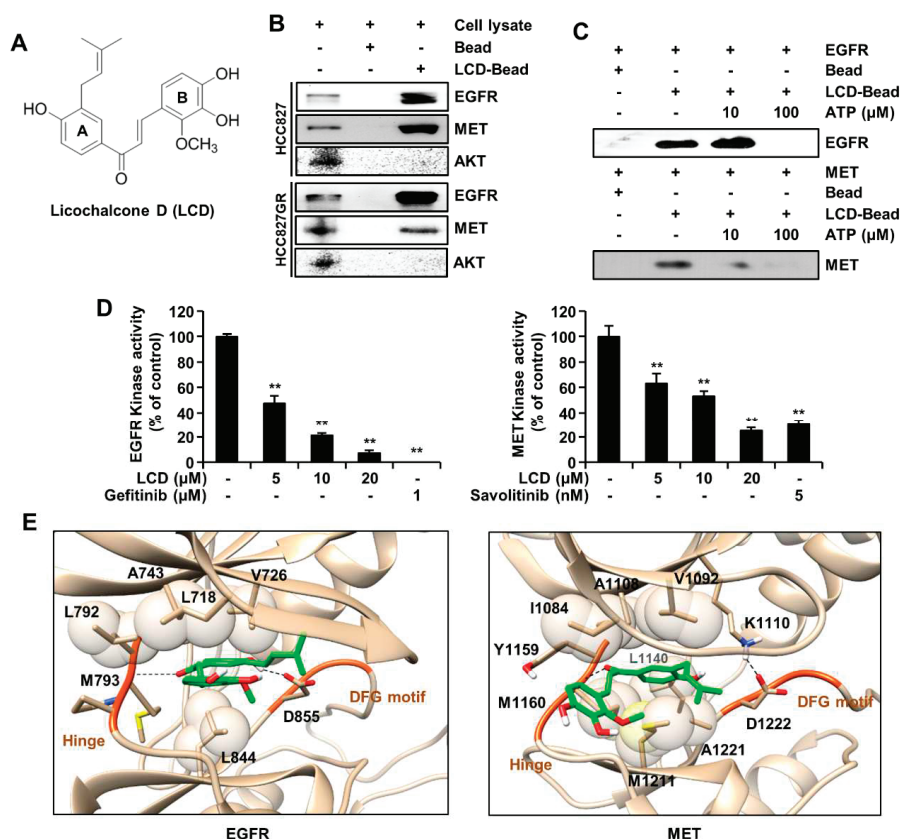 A
HO
A
O
B
OH
OH
OCH3
Licochalcone D (LCD)
B
+ + + Cell lysate
- + - Bead
- - + LCD-Bead
HCC827
EGFR
MET
AKT
HCC827GR
EGFR
MET
AKT
C
+ + + + EGFR
+ - - - Bead
- + + + LCD-Bead
- - 10 100 ATP (µM)
EGFR
+ + + + MET
+ - - - Bead
- + + + LCD-Bead
- - 10 100 ATP (µM)
MET
D
EGFR Kinase activity
(% of control)
120
100
80
60
40
20
0
** ** ** **
LCD (µM) - 5 10 20 -
Gefitinib (µM) - - - - 1
MET Kinase activity
(% of control)
120
100
80
60
40
20
0
** ** ** **
LCD (µM) - 5 10 20 -
Savolitinib (nM) - - - - 5
E
A743
V726
L718
L792
M793
DFG motif
D855
Hinge
L844
EGFR
A1108
V1092
I1084
K1110
Y1159
L1140
M1160
DFG motif
D1222
Hinge
A1221
M1211
MET